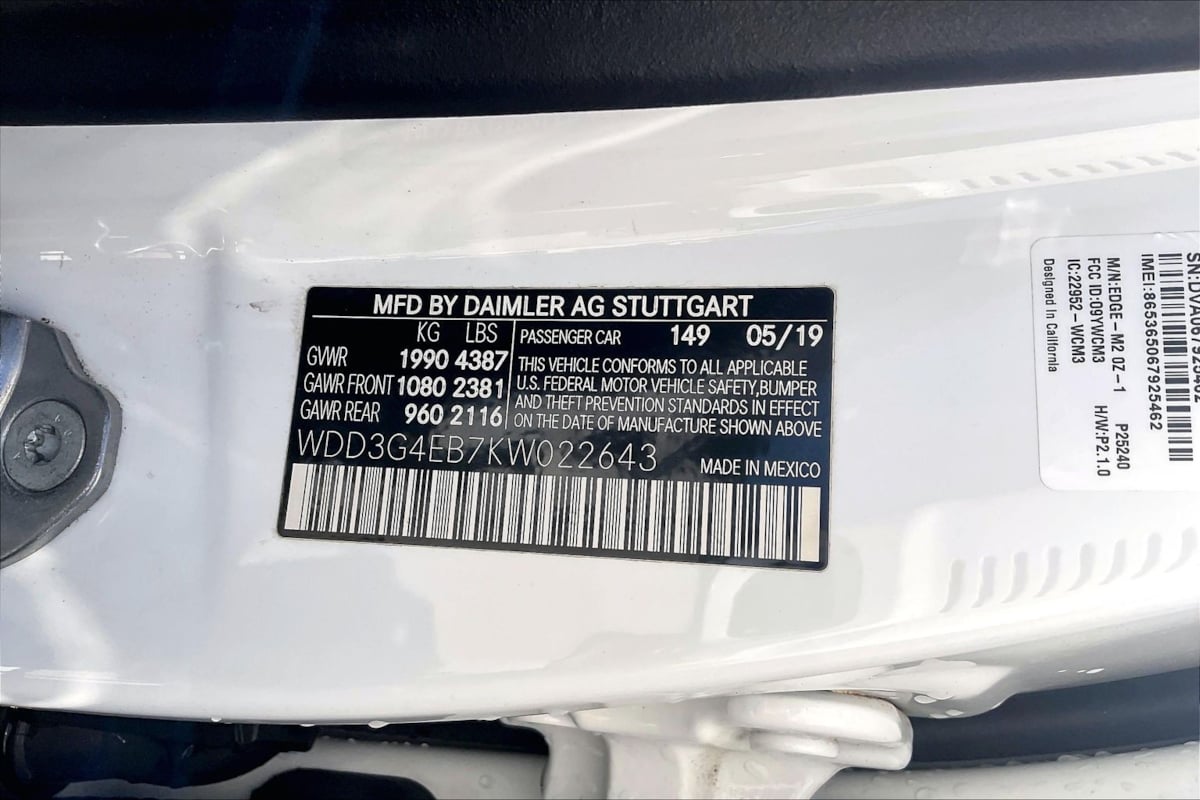 MFD BY DAIMLER AG STUTTGART
KG LBS
PASSENGER CAR 149 05/19
GVWR 1990 4387
GAWR FRONT 1080 2381
GAWR REAR 960 2116
THIS VEHICLE CONFORMS TO ALL APPLICABLE
U.S. FEDERAL MOTOR VEHICLE SAFETY,BUMPER
AND THEFT PREVENTION STANDARDS IN EFFECT
ON THE DATE OF MANUFACTURE SHOWN ABOVE
WDD3G4EB7KW022643
MADE IN MEXICO
IMEI:865365067925462
M/N:EDGE-M2 0Z-1 P25240
FCC ID:O9YWCM3 H/W:P2.1.0
IC:22952-WCM3
Designed In California